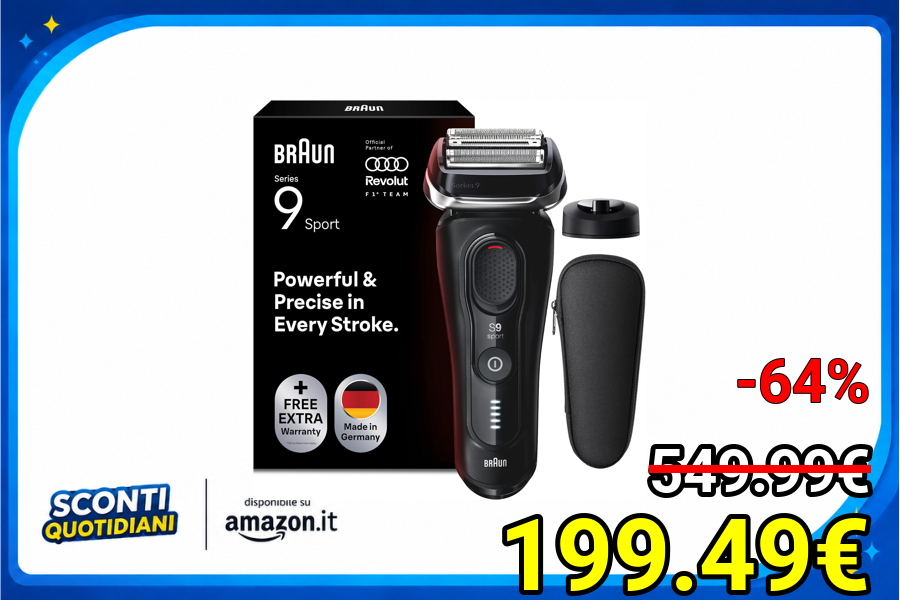 BRAUN
BRAUN
Series
9 Sport
Official
Partner of
Revolut
F1® TEAM
Powerful &
Precise in
Every Stroke.
+
FREE
EXTRA
Warranty
Made in
Germany
Series 9
S9
sport
BRAUN
-64%
549.99€
199.49€
SCONTI
QUOTIDIANI
disponibile su
amazon.it